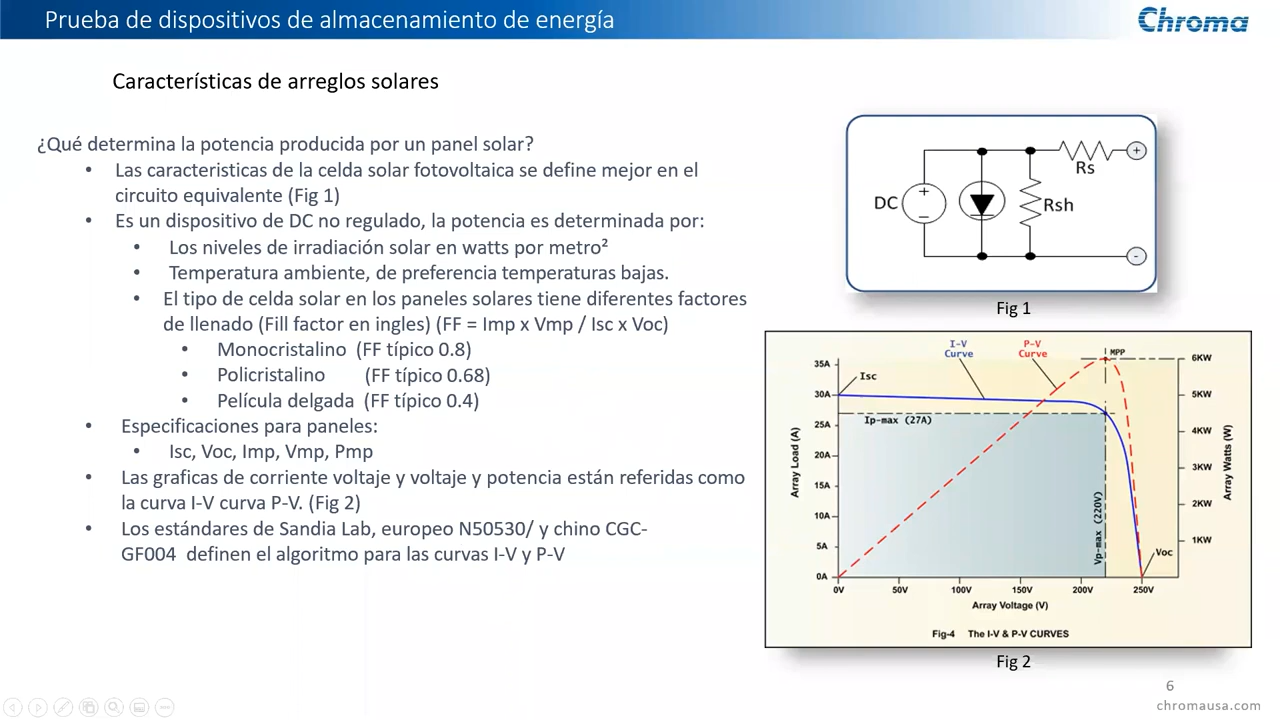 Prueba de dispositivos de almacenamiento de energía
Chroma
Características de arreglos solares
¿Qué determina la potencia producida por un panel solar?
• Las caracteristicas de la celda solar fotovoltaica se define mejor en el
circuito equivalente (Fig 1)
• Es un dispositivo de DC no regulado, la potencia es determinada por:
• Los niveles de irradiación solar en watts por metro²
• Temperatura ambiente, de preferencia temperaturas bajas.
• El tipo de celda solar en los paneles solares tiene diferentes factores
de llenado (Fill factor en ingles) (FF = Imp x Vmp / Isc x Voc)
• Monocristalino (FF típico 0.8)
• Policristalino (FF típico 0.68)
• Película delgada (FF típico 0.4)
• Especificaciones para paneles:
• Isc, Voc, Imp, Vmp, Pmp
• Las graficas de corriente voltaje y voltaje y potencia están referidas como
la curva I-V curva P-V. (Fig 2)
• Los estándares de Sandia Lab, europeo N50530/ y chino CGC-
GF004 definen el algoritmo para las curvas I-V y P-V
DC
+
−
Rs
Rsh
+
-
Fig 1
I-V
Curve
P-V
Curve
MPP
Isc
Ip-max (27A)
Vp-max (220V)
Voc
Array Load (A)
35A
30A
25A
20A
15A
10A
5A
0A
6KW
5KW
4KW
3KW
2KW
1KW
Array Watts (W)
0V 50V 100V 150V 200V 250V
Array Voltage (V)
Fig-4 The I-V & P-V CURVES
Fig 2
6
chromausa.com